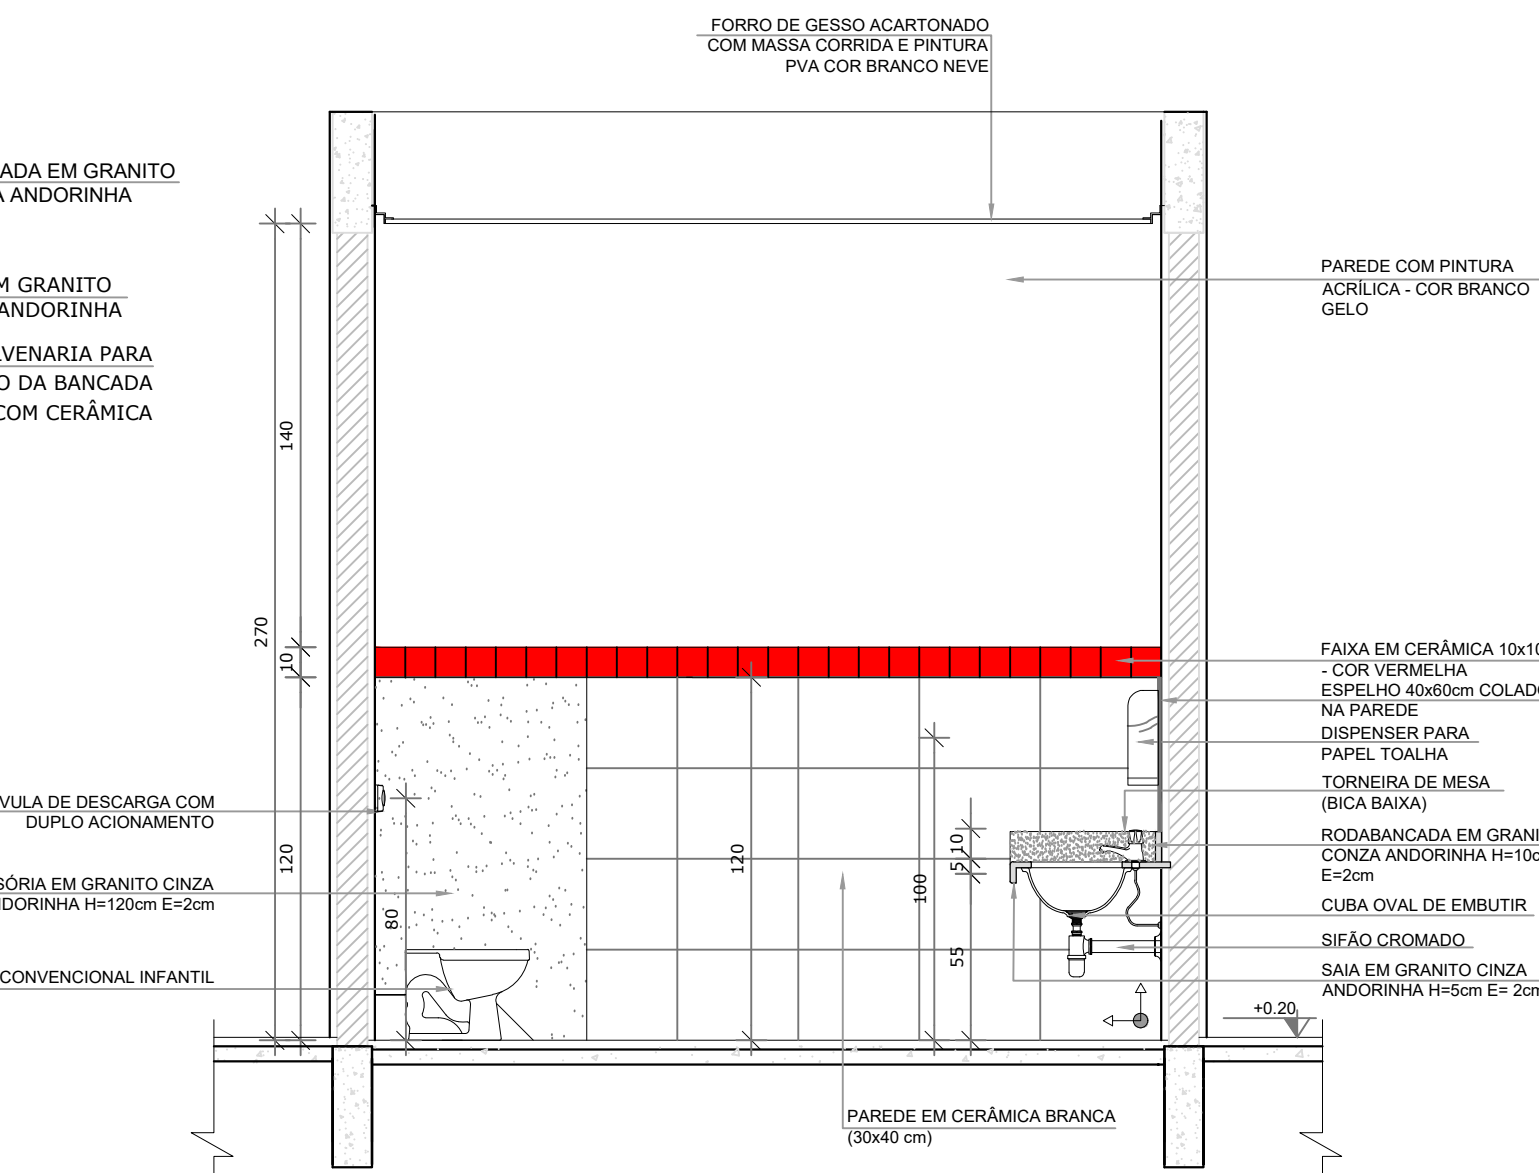 FORRO DE GESSO ACARTONADO
COM MASSA CORRIDA E PINTURA
PVA COR BRANCO NEVE
ADA EM GRANITO
A ANDORINHA
M GRANITO
ANDORINHA
LVENARIA PARA
O DA BANCADA
COM CERÂMICA
PAREDE COM PINTURA
ACRÍLICA - COR BRANCO
GELO
140
270
10
120
FAIXA EM CERÂMICA 10x10
- COR VERMELHA
ESPELHO 40x60cm COLADO
NA PAREDE
DISPENSER PARA
PAPEL TOALHA
TORNEIRA DE MESA
(BICA BAIXA)
RODABANCADA EM GRANI
CONZA ANDORINHA H=10c
E=2cm
CUBA OVAL DE EMBUTIR
SIFÃO CROMADO
SAIA EM GRANITO CINZA
ANDORINHA H=5cm E= 2cm
+0.20
VULA DE DESCARGA COM
DUPLO ACIONAMENTO
SÓRIA EM GRANITO CINZA
NDORINHA H=120cm E=2cm
CONVENCIONAL INFANTIL
80
120
100
10
5
55
PAREDE EM CERÂMICA BRANCA
(30x40 cm)